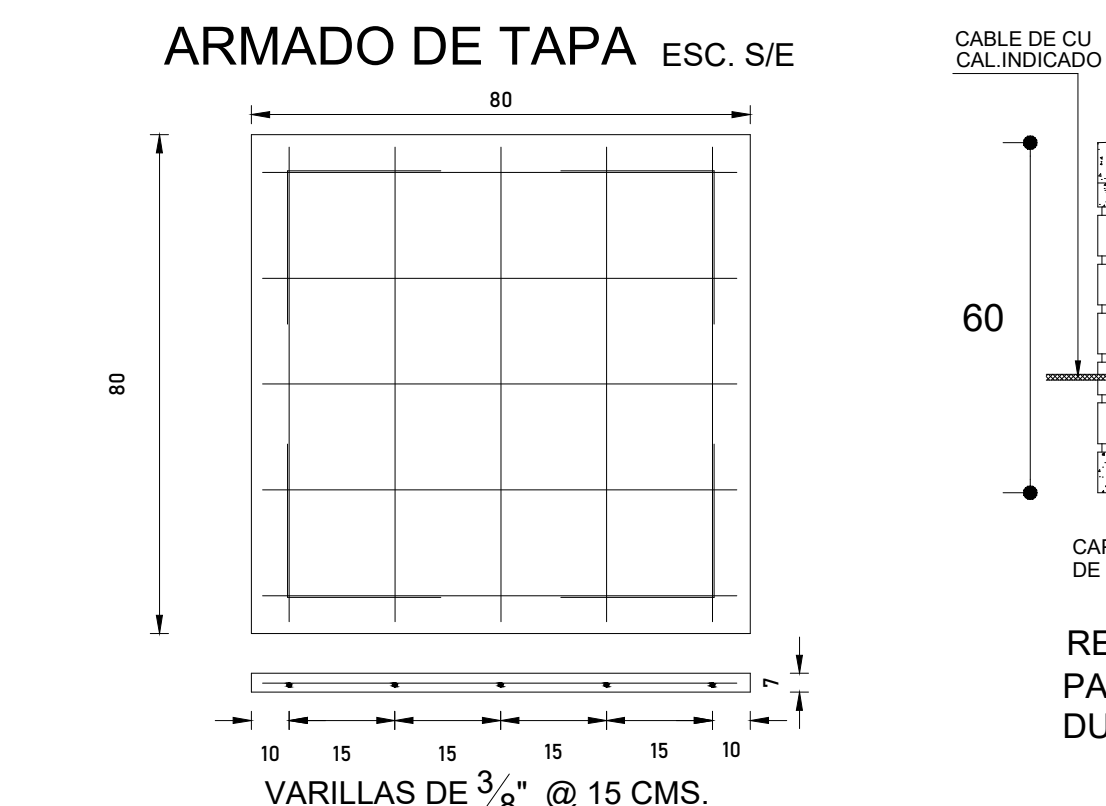 ARMADO DE TAPA ESC. S/E
80
80
7
10 15 15 15 15 10
VARILLAS DE 3/8" @ 15 CMS.
CABLE DE CU
CAL.INDICADO
60
DE